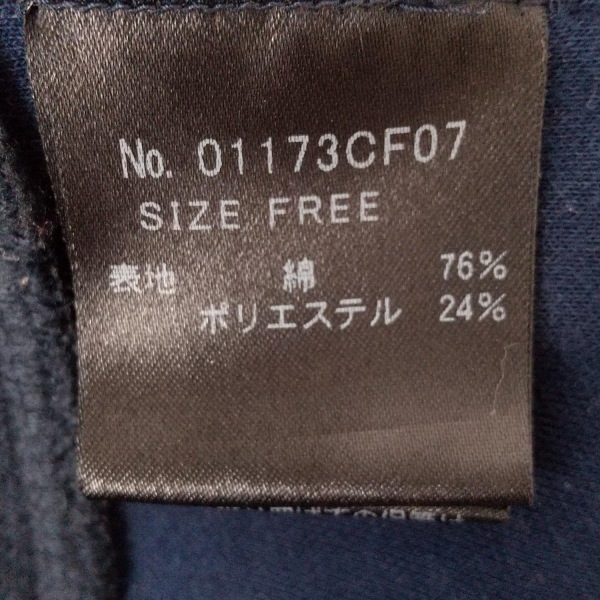 No. 01173CF07
SIZE FREE
表地 綿 76%
ポリエステル 24%